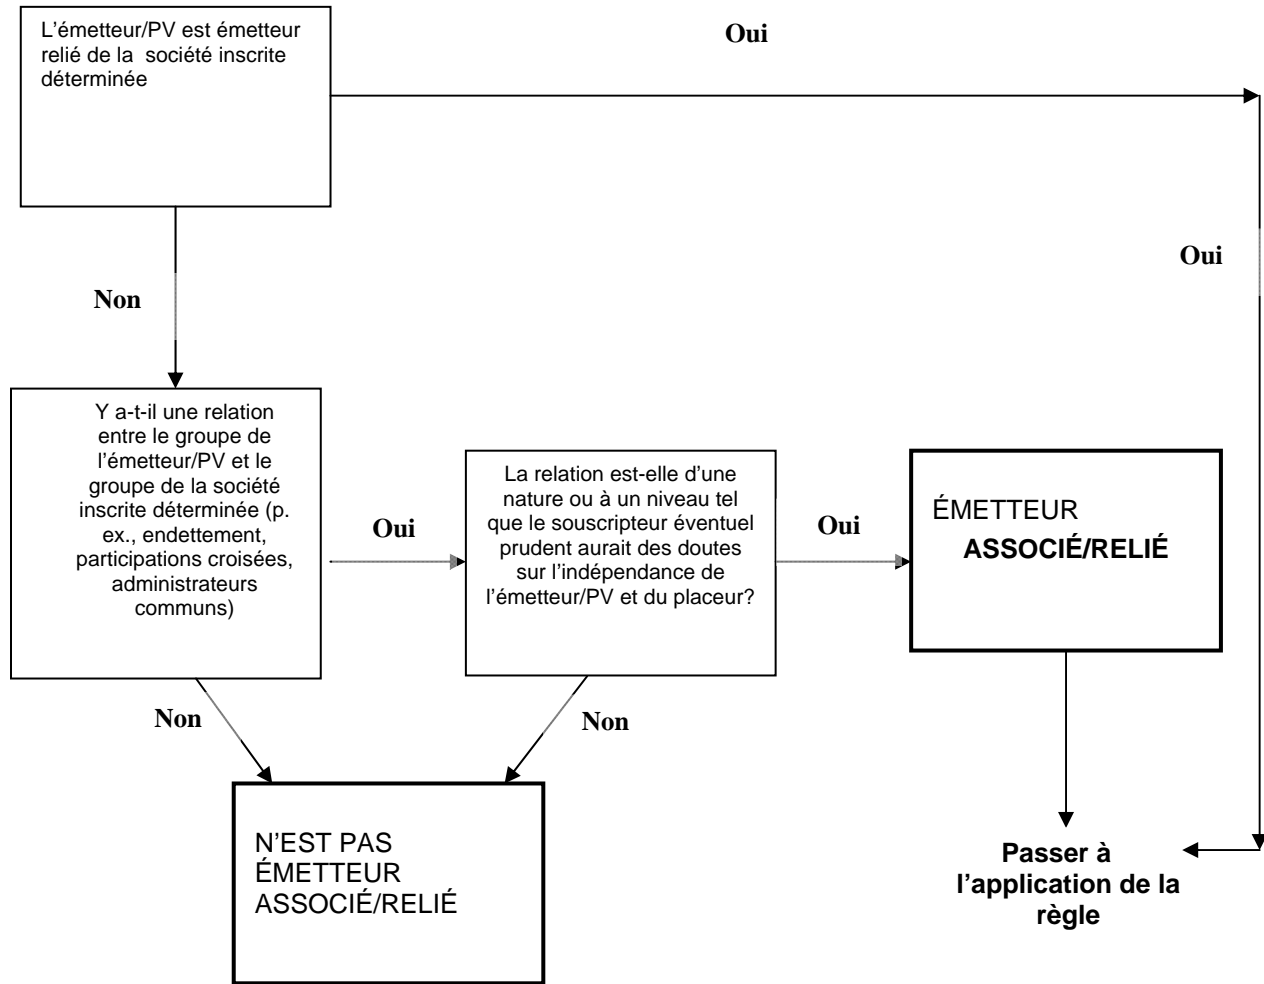 L'émetteur/PV est émetteur
relié de la société inscrite
déterminée
Oui
Oui
Non
Y a-t-il une relation
entre le groupe de
l'émetteur/PV et le
groupe de la société
inscrite déterminée (p.
ex., endettement,
participations croisées,
administrateurs
communs)
Oui
La relation est-elle d'une
nature ou à un niveau tel
que le souscripteur éventuel
prudent aurait des doutes
sur l'indépendance de
l'émetteur/PV et du placeur?
Oui
ÉMETTEUR
ASSOCIÉ/RELIÉ
Non
Non
N'EST PAS
ÉMETTEUR
ASSOCIÉ/RELIÉ
Passer à
l'application de la
règle